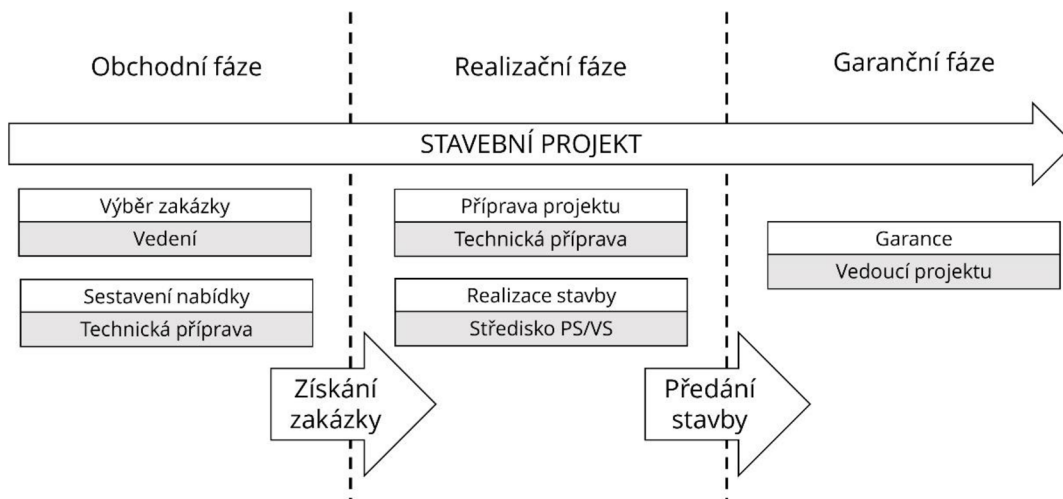 Obchodní fáze
Realizační fáze
Garanční fáze
STAVEBNÍ PROJEKT
Výběr zakázky
Vedení
Sestavení nabídky
Technická příprava
Získání
zakázky
Příprava projektu
Technická příprava
Realizace stavby
Středisko PS/VS
Předání
stavby
Garance
Vedoucí projektu